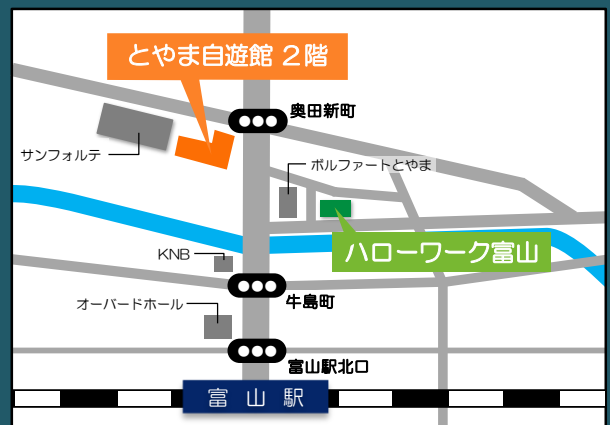 とやま自遊館 2階
奥田新町
サンフォルテ
ボルファートとやま
ハローワーク富山
KNB
牛島町
オーバードホール
富山駅北口
富山駅